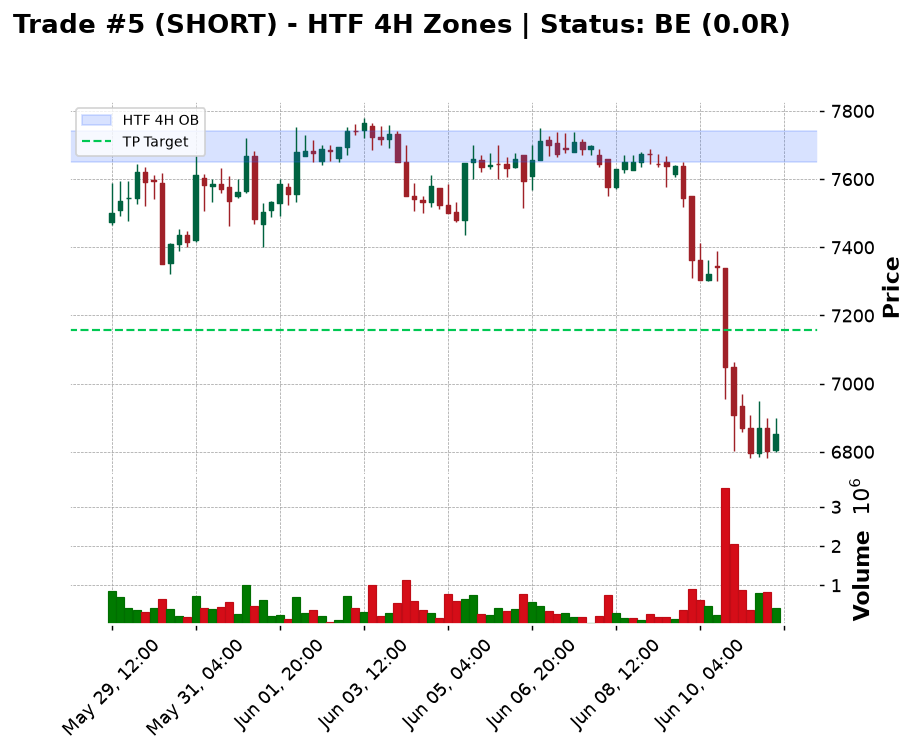 Trade #5 (SHORT) - HTF 4H Zones | Status: BE (0.0R)
HTF 4H OB
TP Target
7800
7600
7400
7200
7000
6800
Price
3
2
1
Volume 10⁶
May 29, 12:00
May 31, 04:00
Jun 01, 20:00
Jun 03, 12:00
Jun 05, 04:00
Jun 06, 20:00
Jun 08, 12:00
Jun 10, 04:00